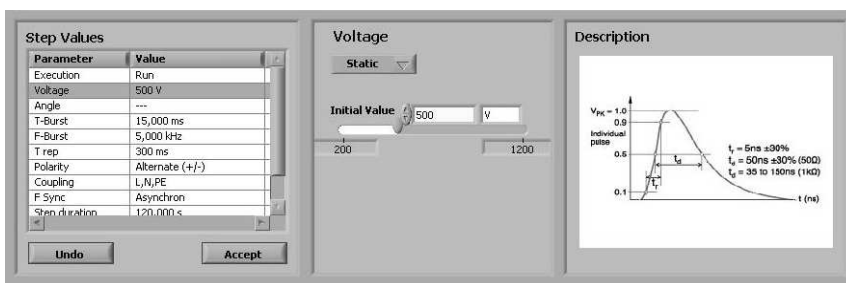 Step Values
Parameter Value
Execution Run
Voltage 500 V
Angle ---
T-Burst 15,000 ms
F-Burst 5,000 kHz
T rep 300 ms
Polarity Alternate (+/-)
Coupling L,N,PE
F Sync Asynchron
Step duration 120,000 s
Undo Accept
Voltage
Static
Initial Value 500 V
200 1200
Description
VPK – 1.0
0.9
Individual
pulse
0.5
0.1
td
tr
tr = 5ns ±30%
td = 50ns ±30% (50Ω)
td = 35 to 150ns (1kΩ)
t (ns)